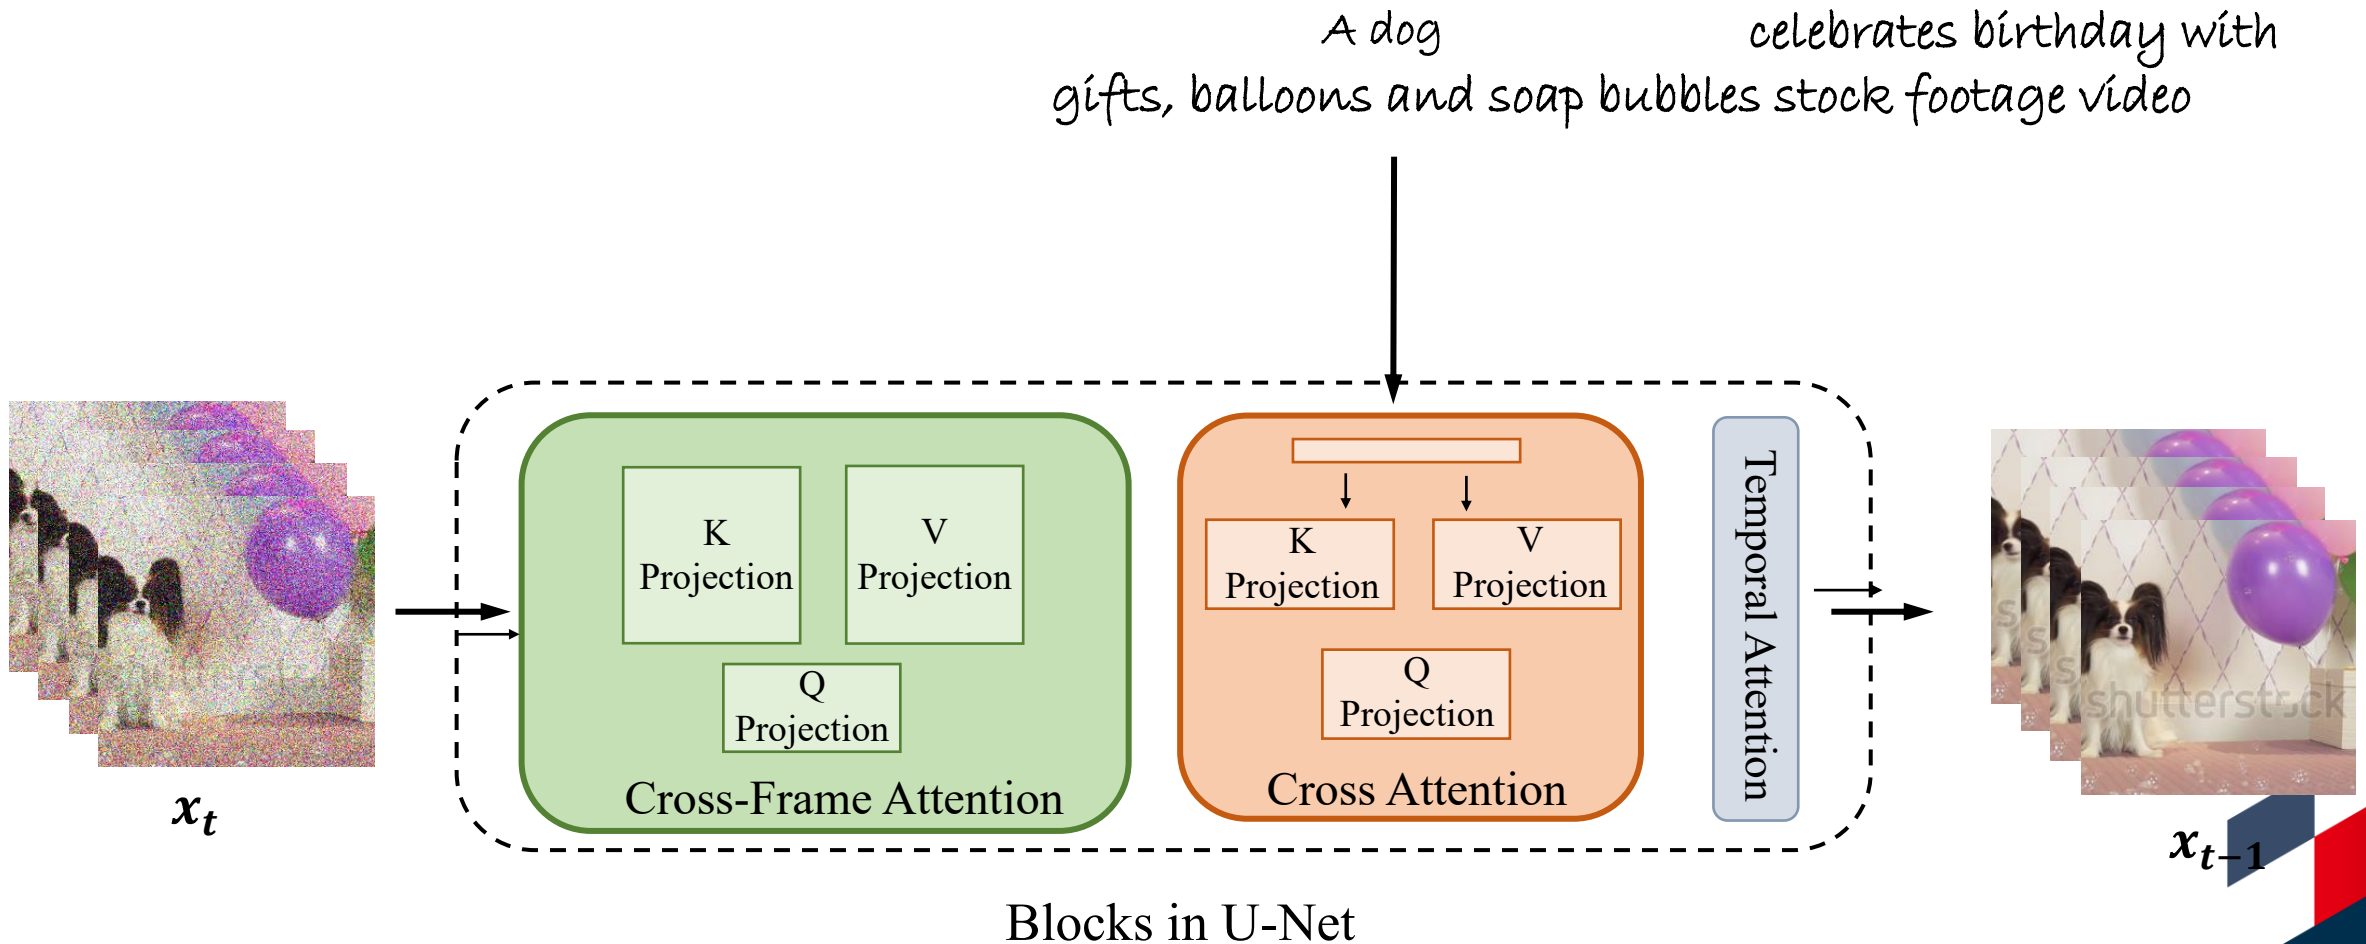 A dog celebrates birthday with
gifts, balloons and soap bubbles stock footage video
K
Projection
V
Projection
Q
Projection
Cross-Frame Attention
K
Projection
V
Projection
Q
Projection
Cross Attention
Temporal Attention
shutterstock
x_t
x_{t-1}
Blocks in U-Net